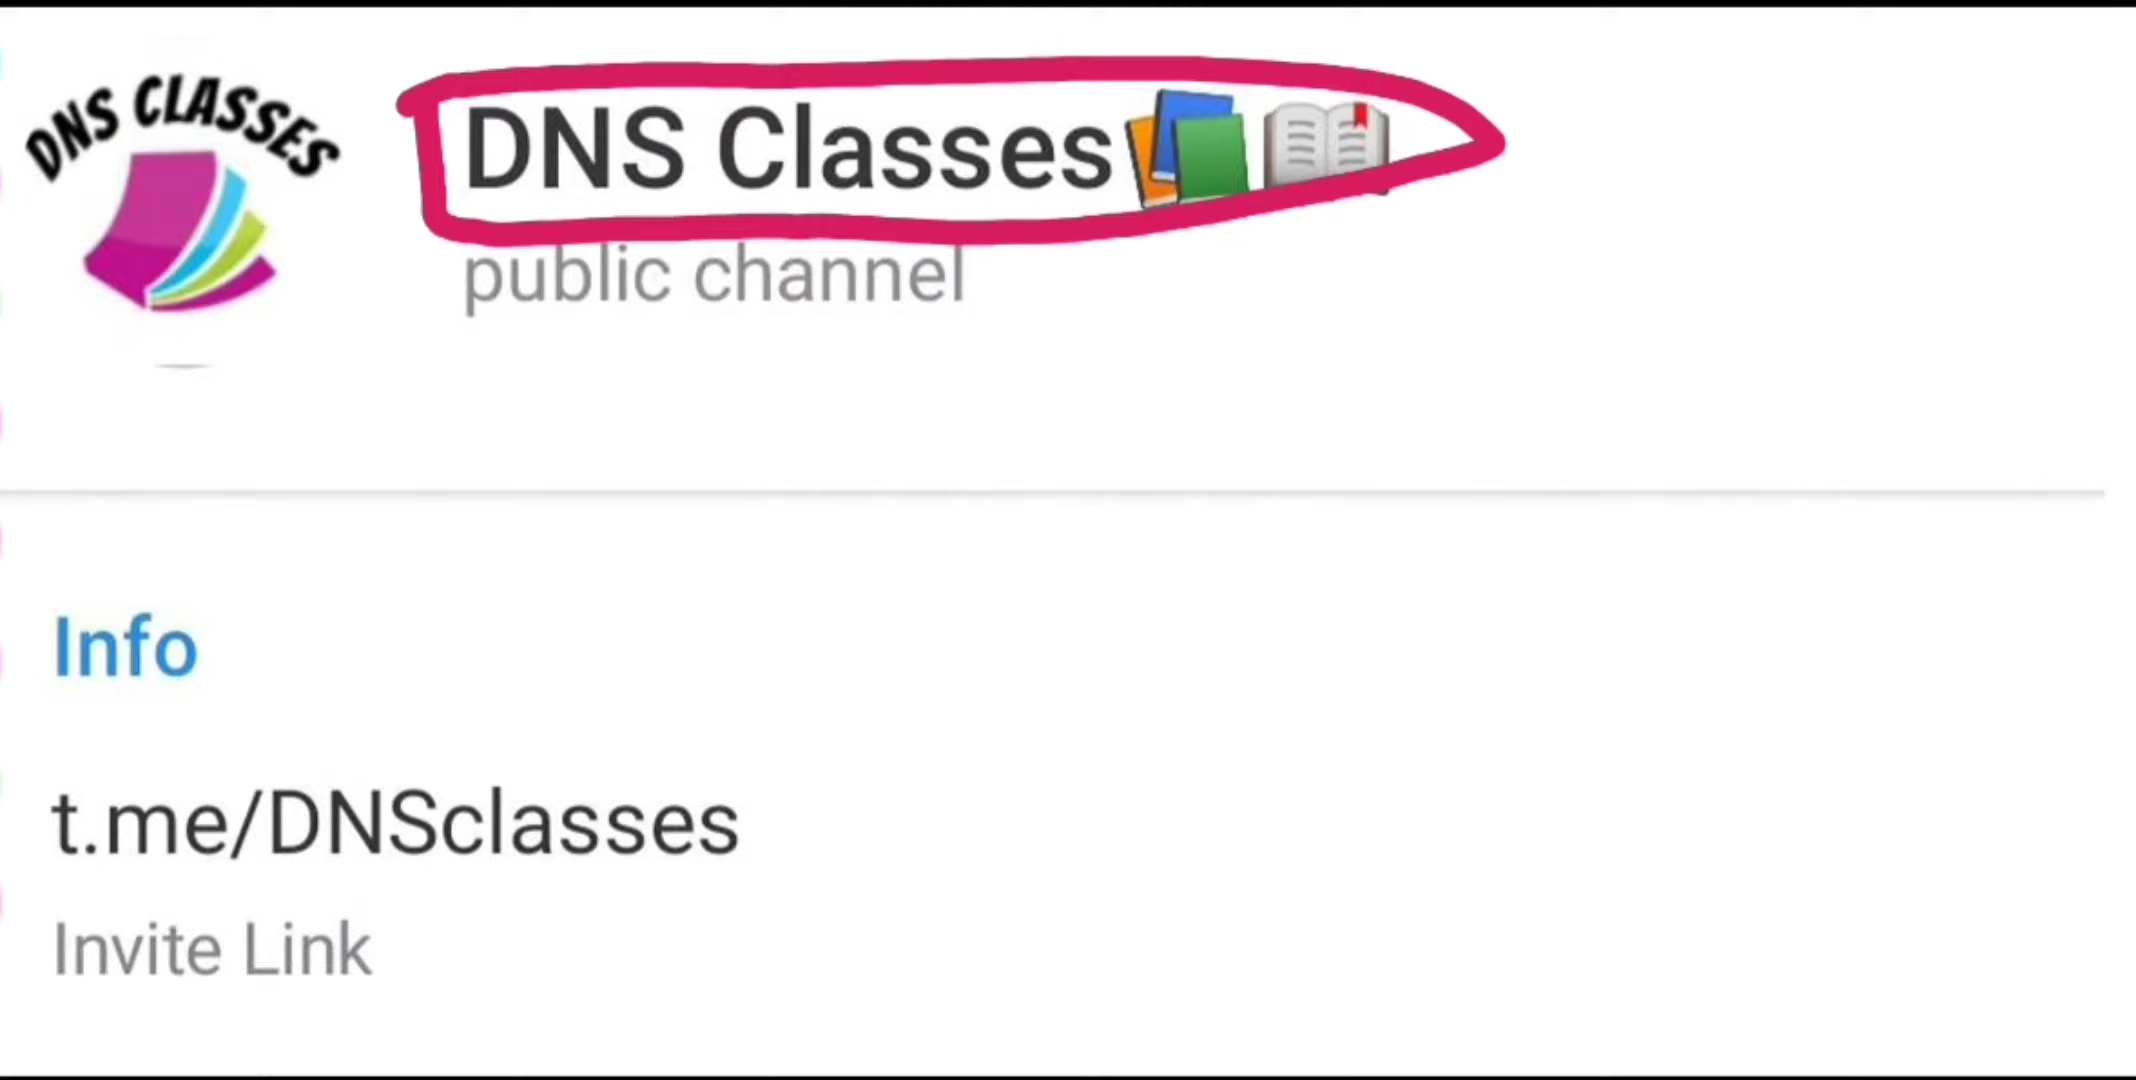 DNS CLASSES
DNS Classes📚📖
public channel
Info
t.me/DNSclasses
Invite Link